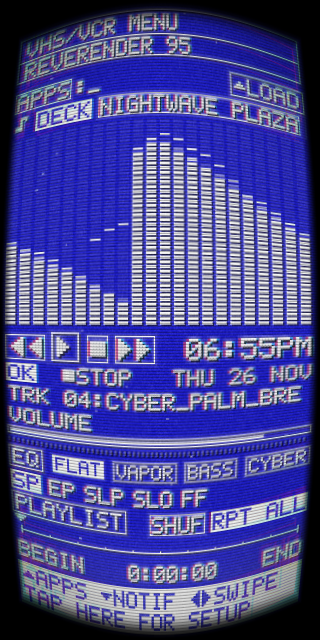 VHS/VCR MENU
REVERENDER 95
APPS:_ ▲LOAD
DECK NIGHTWAVE PLAZA
06:55PM
OK ■STOP THU 26 NOV
TRK 04:CYBER_PALM_BRE
VOLUME
EQ FLAT VAPOR BASS CYBER
SP EP SLP SLO FF
PLAYLIST SHUF RPT ALL
BEGIN 0:00:00 END
▲APPS ▼NOTIF ◀▶SWIPE
TAP HERE FOR SETUP